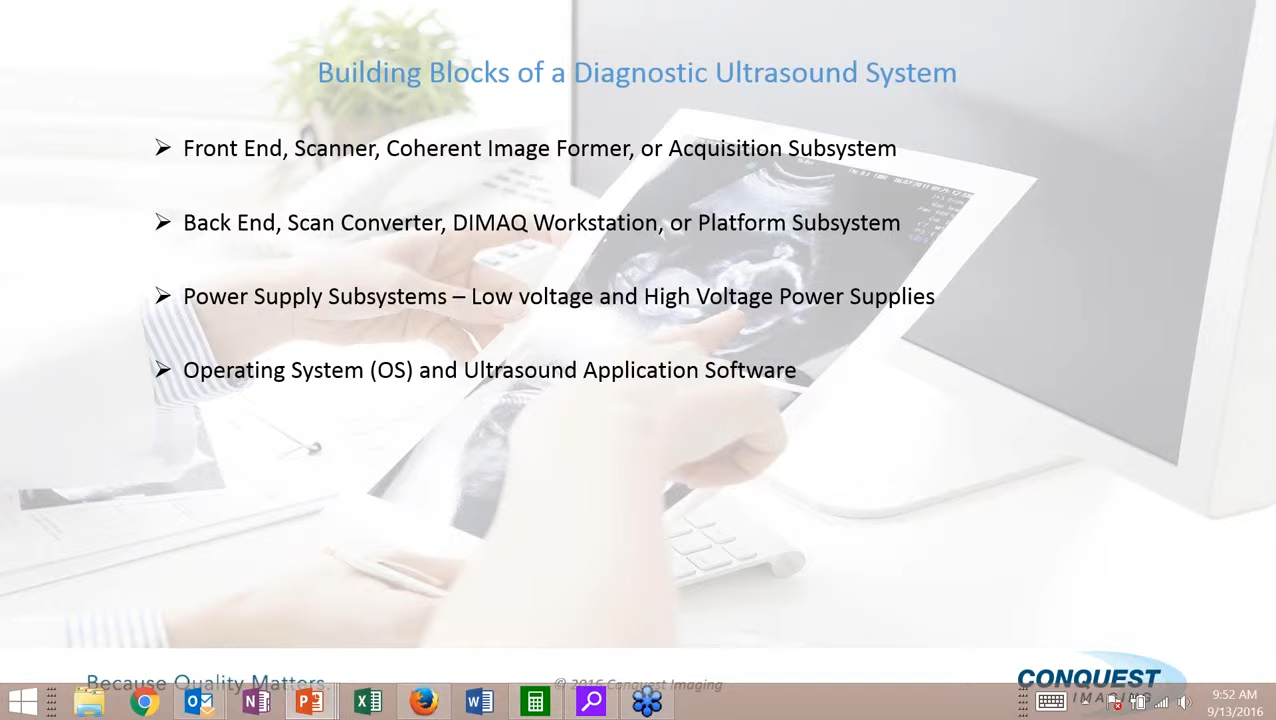 Building Blocks of a Diagnostic Ultrasound System
➢ Front End, Scanner, Coherent Image Former, or Acquisition Subsystem
➢ Back End, Scan Converter, DIMAQ Workstation, or Platform Subsystem
➢ Power Supply Subsystems – Low voltage and High Voltage Power Supplies
➢ Operating System (OS) and Ultrasound Application Software
Because Quality Matters.
© 2016 Conquest Imaging
CONQUEST
IMAGING
9:52 AM
9/13/2016